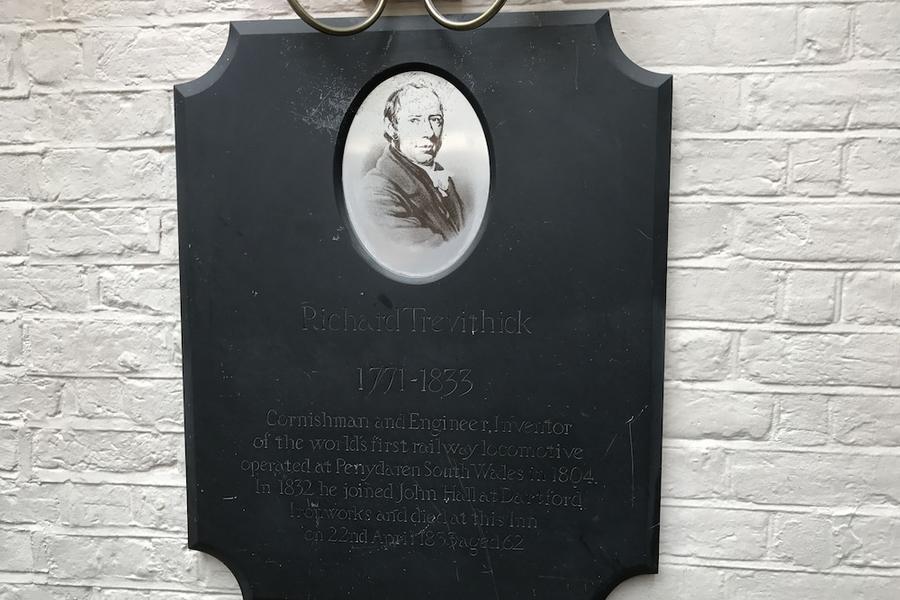 Richard Trevithick
1771-1833
Cornishman and Engineer, Inventor
of the world's first railway locomotive
operated at Penydaren South Wales in 1804.
In 1832 he joined John Hall at Dartford
Ironworks and died at this Inn
on 22nd April 1833 aged 62